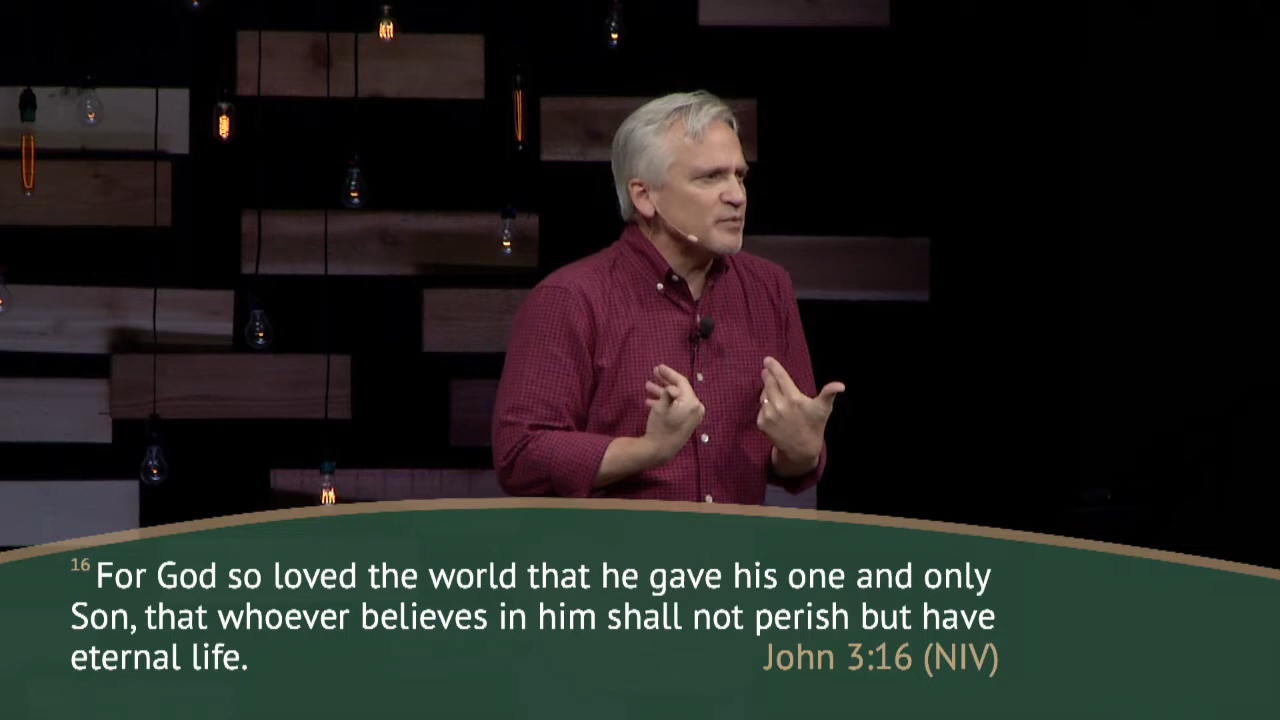 16 For God so loved the world that he gave his one and only
Son, that whoever believes in him shall not perish but have
eternal life. John 3:16 (NIV)